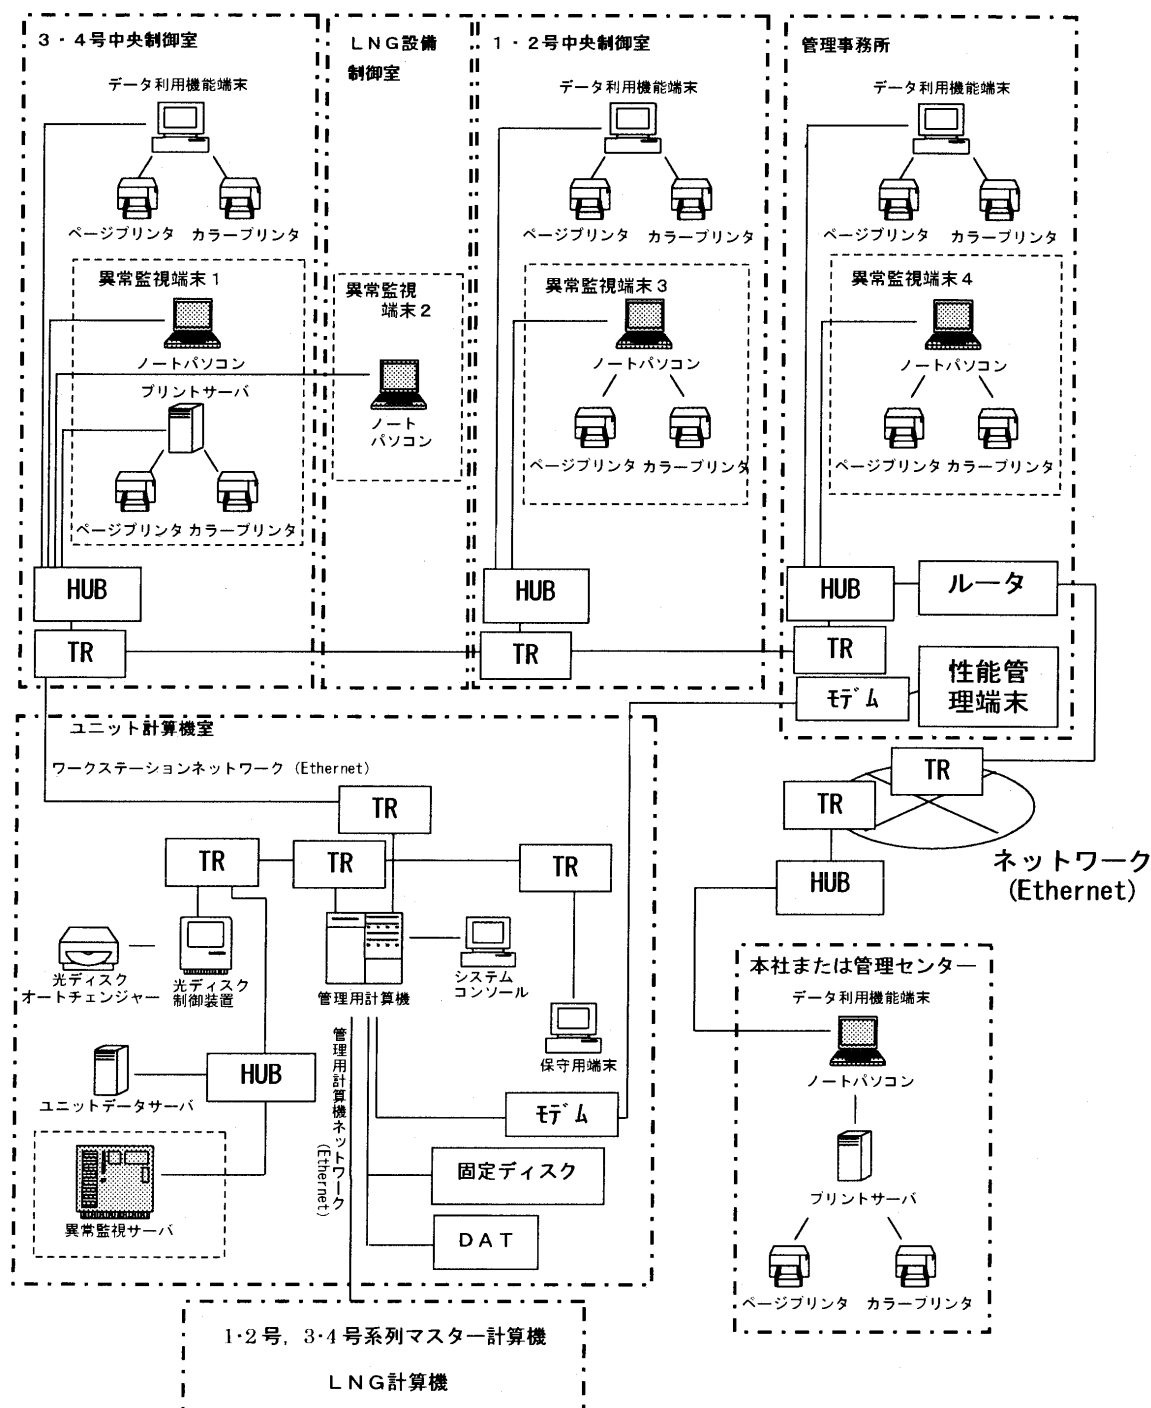 3・4号中央制御室
データ利用機能端末
ページプリンタ
カラープリンタ
異常監視端末1
ノートパソコン
プリントサーバ
ページプリンタ
カラープリンタ
HUB
TR
LNG設備
制御室
異常監視
端末2
ノート
パソコン
1・2号中央制御室
データ利用機能端末
ページプリンタ
カラープリンタ
異常監視端末3
ノートパソコン
ページプリンタ
カラープリンタ
HUB
TR
管理事務所
データ利用機能端末
ページプリンタ
カラープリンタ
異常監視端末4
ノートパソコン
ページプリンタ
カラープリンタ
HUB
ルータ
TR
モデム
性能管
理端末
ユニット計算機室
ワークステーションネットワーク (Ethernet)
TR
TR
TR
TR
光ディスク
オートチェンジャー
光ディスク
制御装置
管理用計算機
システム
コンソール
保守用端末
管理用計算機ネットワーク
(Ethernet)
HUB
ユニットデータサーバ
異常監視サーバ
モデム
固定ディスク
DAT
TR
TR
HUB
ネットワーク
(Ethernet)
本社または管理センター
データ利用機能端末
ノートパソコン
プリントサーバ
ページプリンタ
カラープリンタ
1・2号, 3・4号系列マスター計算機
LNG計算機